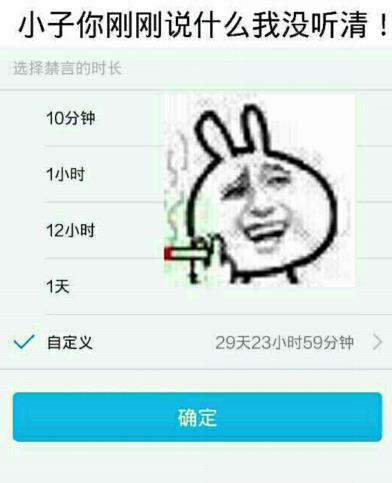 小子你刚刚说什么我没听清！
选择禁言的时长
10分钟
1小时
12小时
1天
自定义 29天23小时59分钟
确定